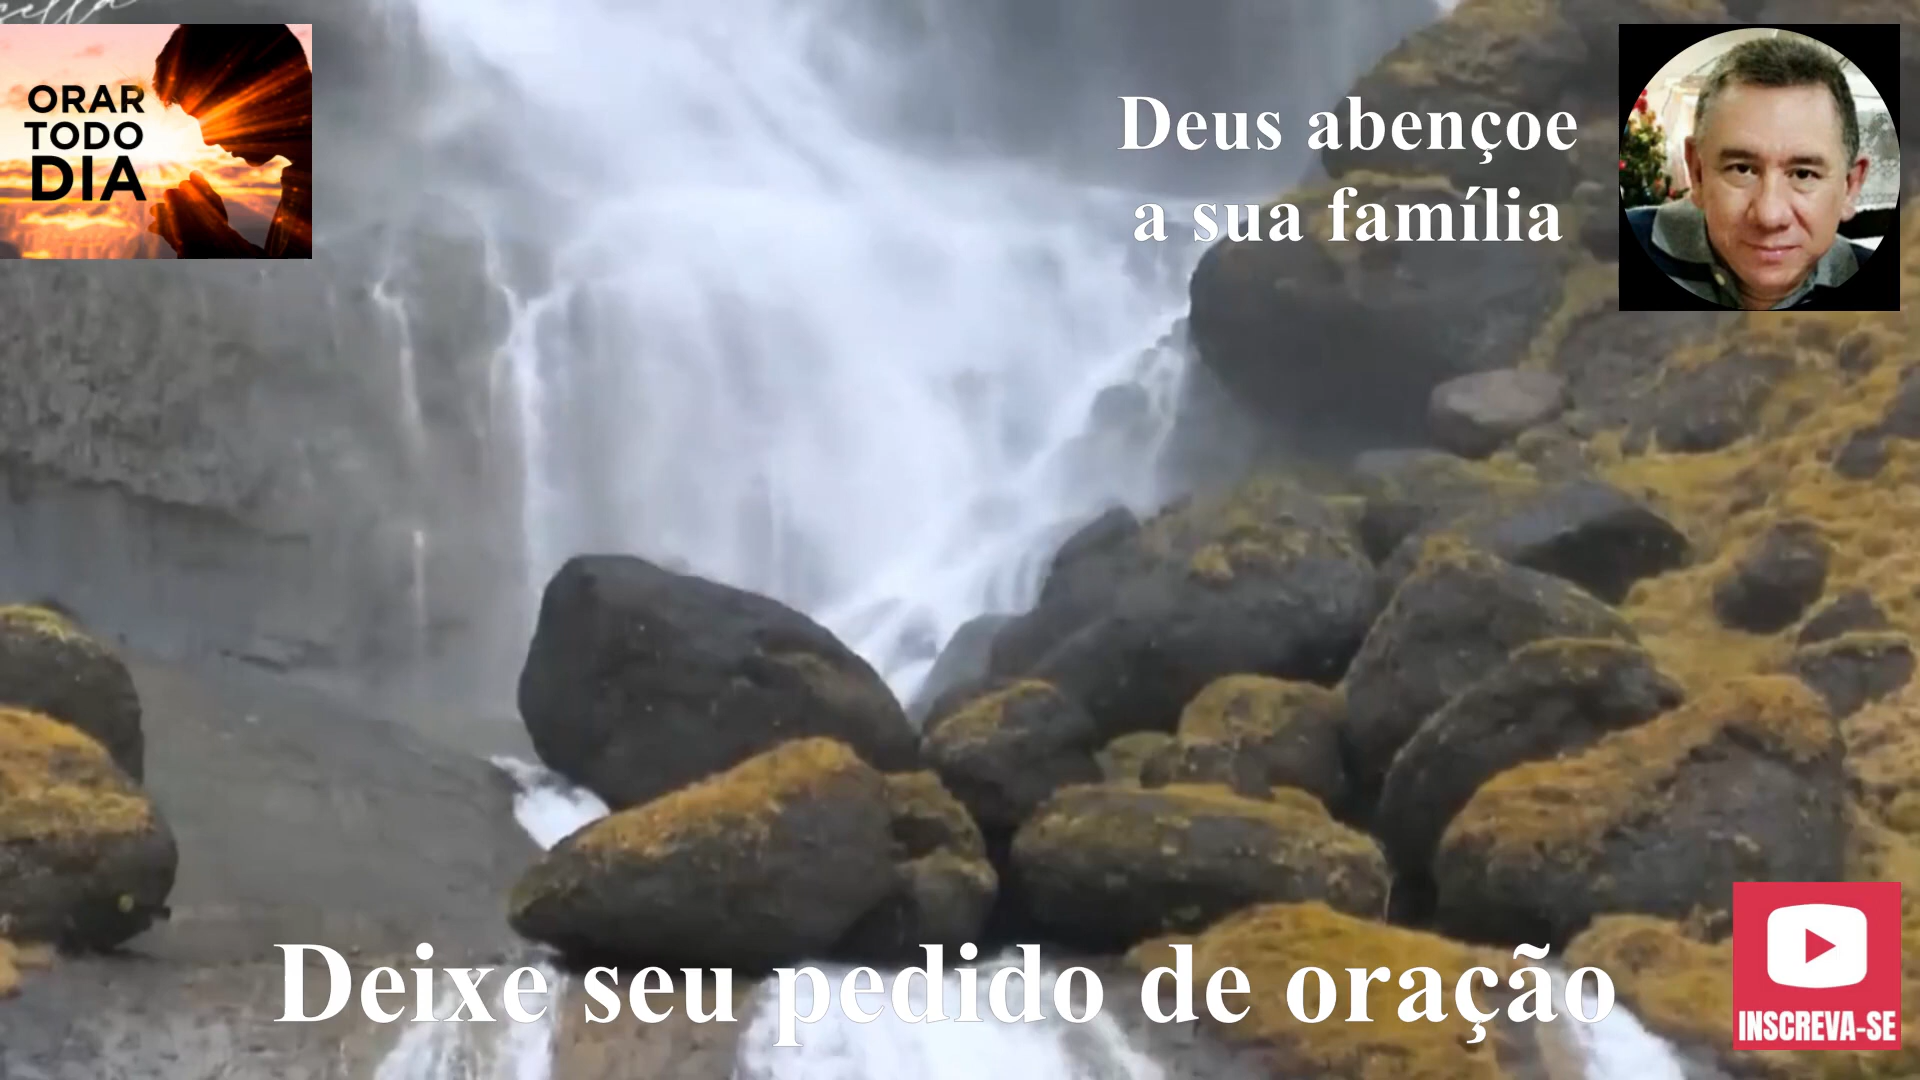 ORAR
TODO
DIA
Deus abençoe
a sua família
Deixe seu pedido de oração
INSCREVA-SE